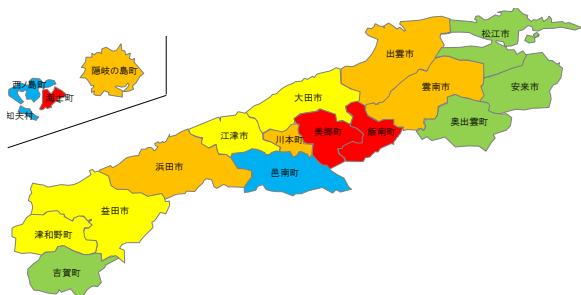 松江市
出雲市
隠岐の島町
西ノ島町
海士町
知夫村
安来市
雲南市
大田市
奥出雲町
飯南町
美郷町
川本町
江津市
邑南町
浜田市
益田市
津和野町
吉賀町